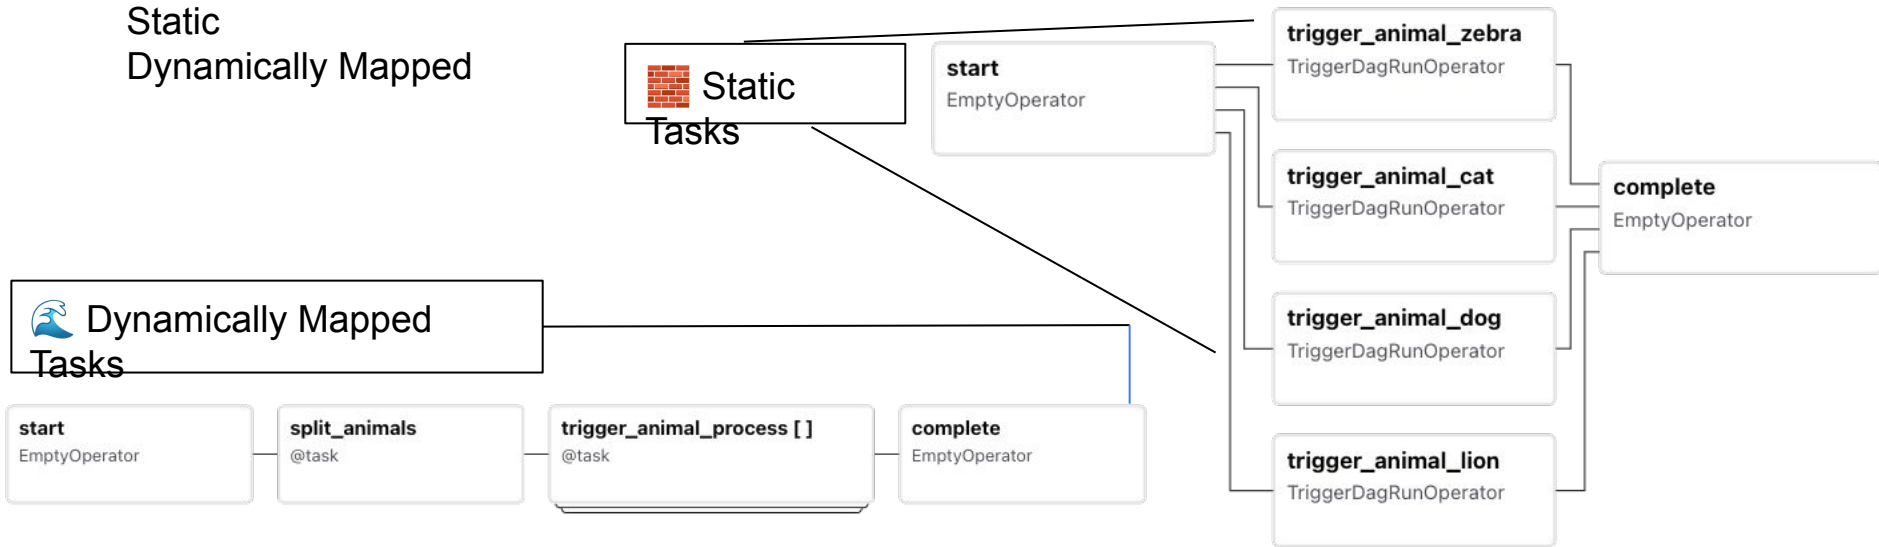 Static
Dynamically Mapped
🧱 Static
Tasks
start
EmptyOperator
trigger_animal_zebra
TriggerDagRunOperator
trigger_animal_cat
TriggerDagRunOperator
trigger_animal_dog
TriggerDagRunOperator
trigger_animal_lion
TriggerDagRunOperator
complete
EmptyOperator
🌊 Dynamically Mapped
Tasks
start
EmptyOperator
split_animals
@task
trigger_animal_process [ ]
@task
complete
EmptyOperator